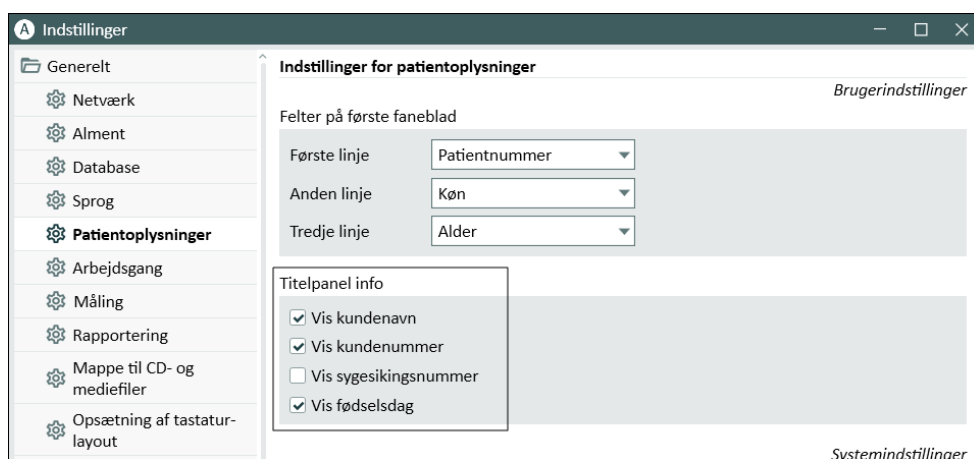 A Indstillinger
Generelt
Netværk
Alment
Database
Sprog
Patientoplysninger
Arbejdsgang
Måling
Rapportering
Mappe til CD- og
mediefiler
Opsætning af tastatur-
layout
Indstillinger for patientoplysninger
Brugerindstillinger
Felter på første faneblad
Første linje Patientnummer
Anden linje Køn
Tredje linje Alder
Titelpanel info
Vis kundenavn
Vis kundenummer
Vis sygesikingsnummer
Vis fødselsdag
Systemindstillinger